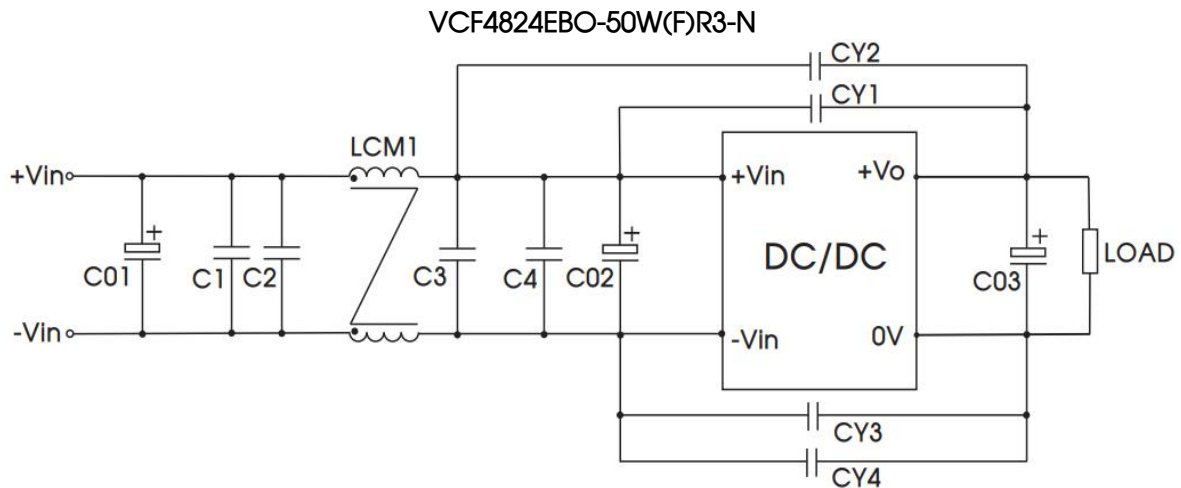 VCF4824EBO-50W(F)R3-N
CY2
CY1
LCM1
+Vin
+Vin
+Vo
+
+
+
DC/DC
C01
C1
C2
C3
C4
C02
C03
LOAD
-Vin
-Vin
0V
CY3
CY4